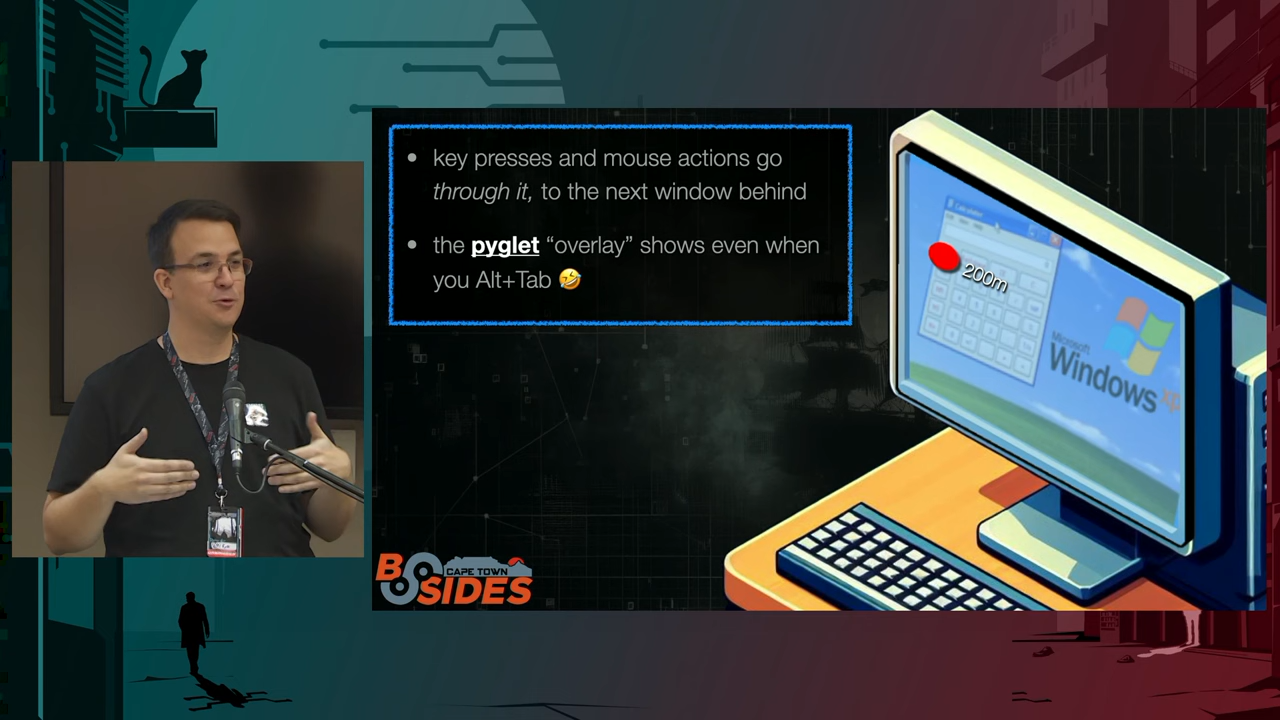 key presses and mouse actions go
through it, to the next window behind
the pyglet “overlay” shows even when
you Alt+Tab 🤣
200m
Microsoft
Windows xp
BSIDES
CAPE TOWN